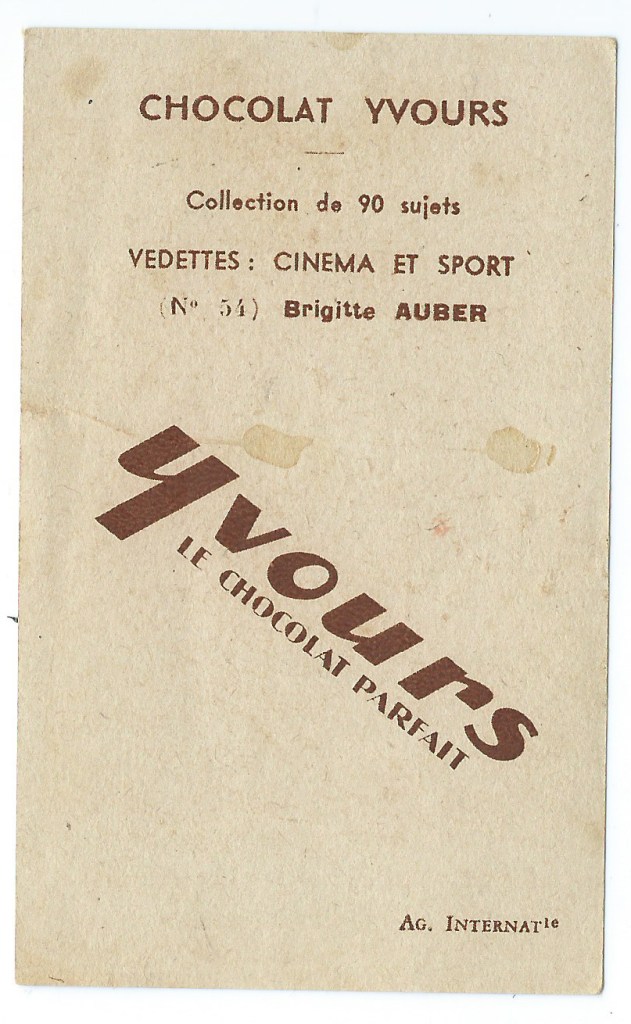 CHOCOLAT YVOURS
Collection de 90 sujets
VEDETTES : CINEMA ET SPORT
(Nº 54) Brigitte AUBER
Yvours
LE CHOCOLAT PARFAIT
AG. INTERNATle